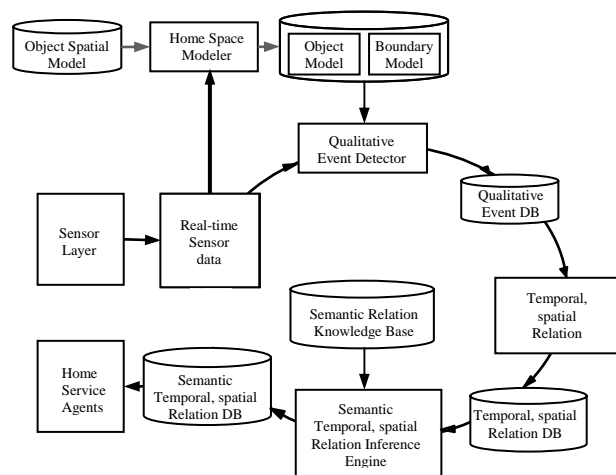 Object Spatial
Model
Home Space
Modeler
Object
Model
Boundary
Model
Qualitative
Event Detector
Qualitative
Event DB
Sensor
Layer
Real-time
Sensor
data
Temporal,
spatial
Relation
Semantic Relation
Knowledge Base
Home
Service
Agents
Semantic
Temporal, spatial
Relation DB
Semantic
Temporal, spatial
Relation Inference
Engine
Temporal, spatial
Relation DB